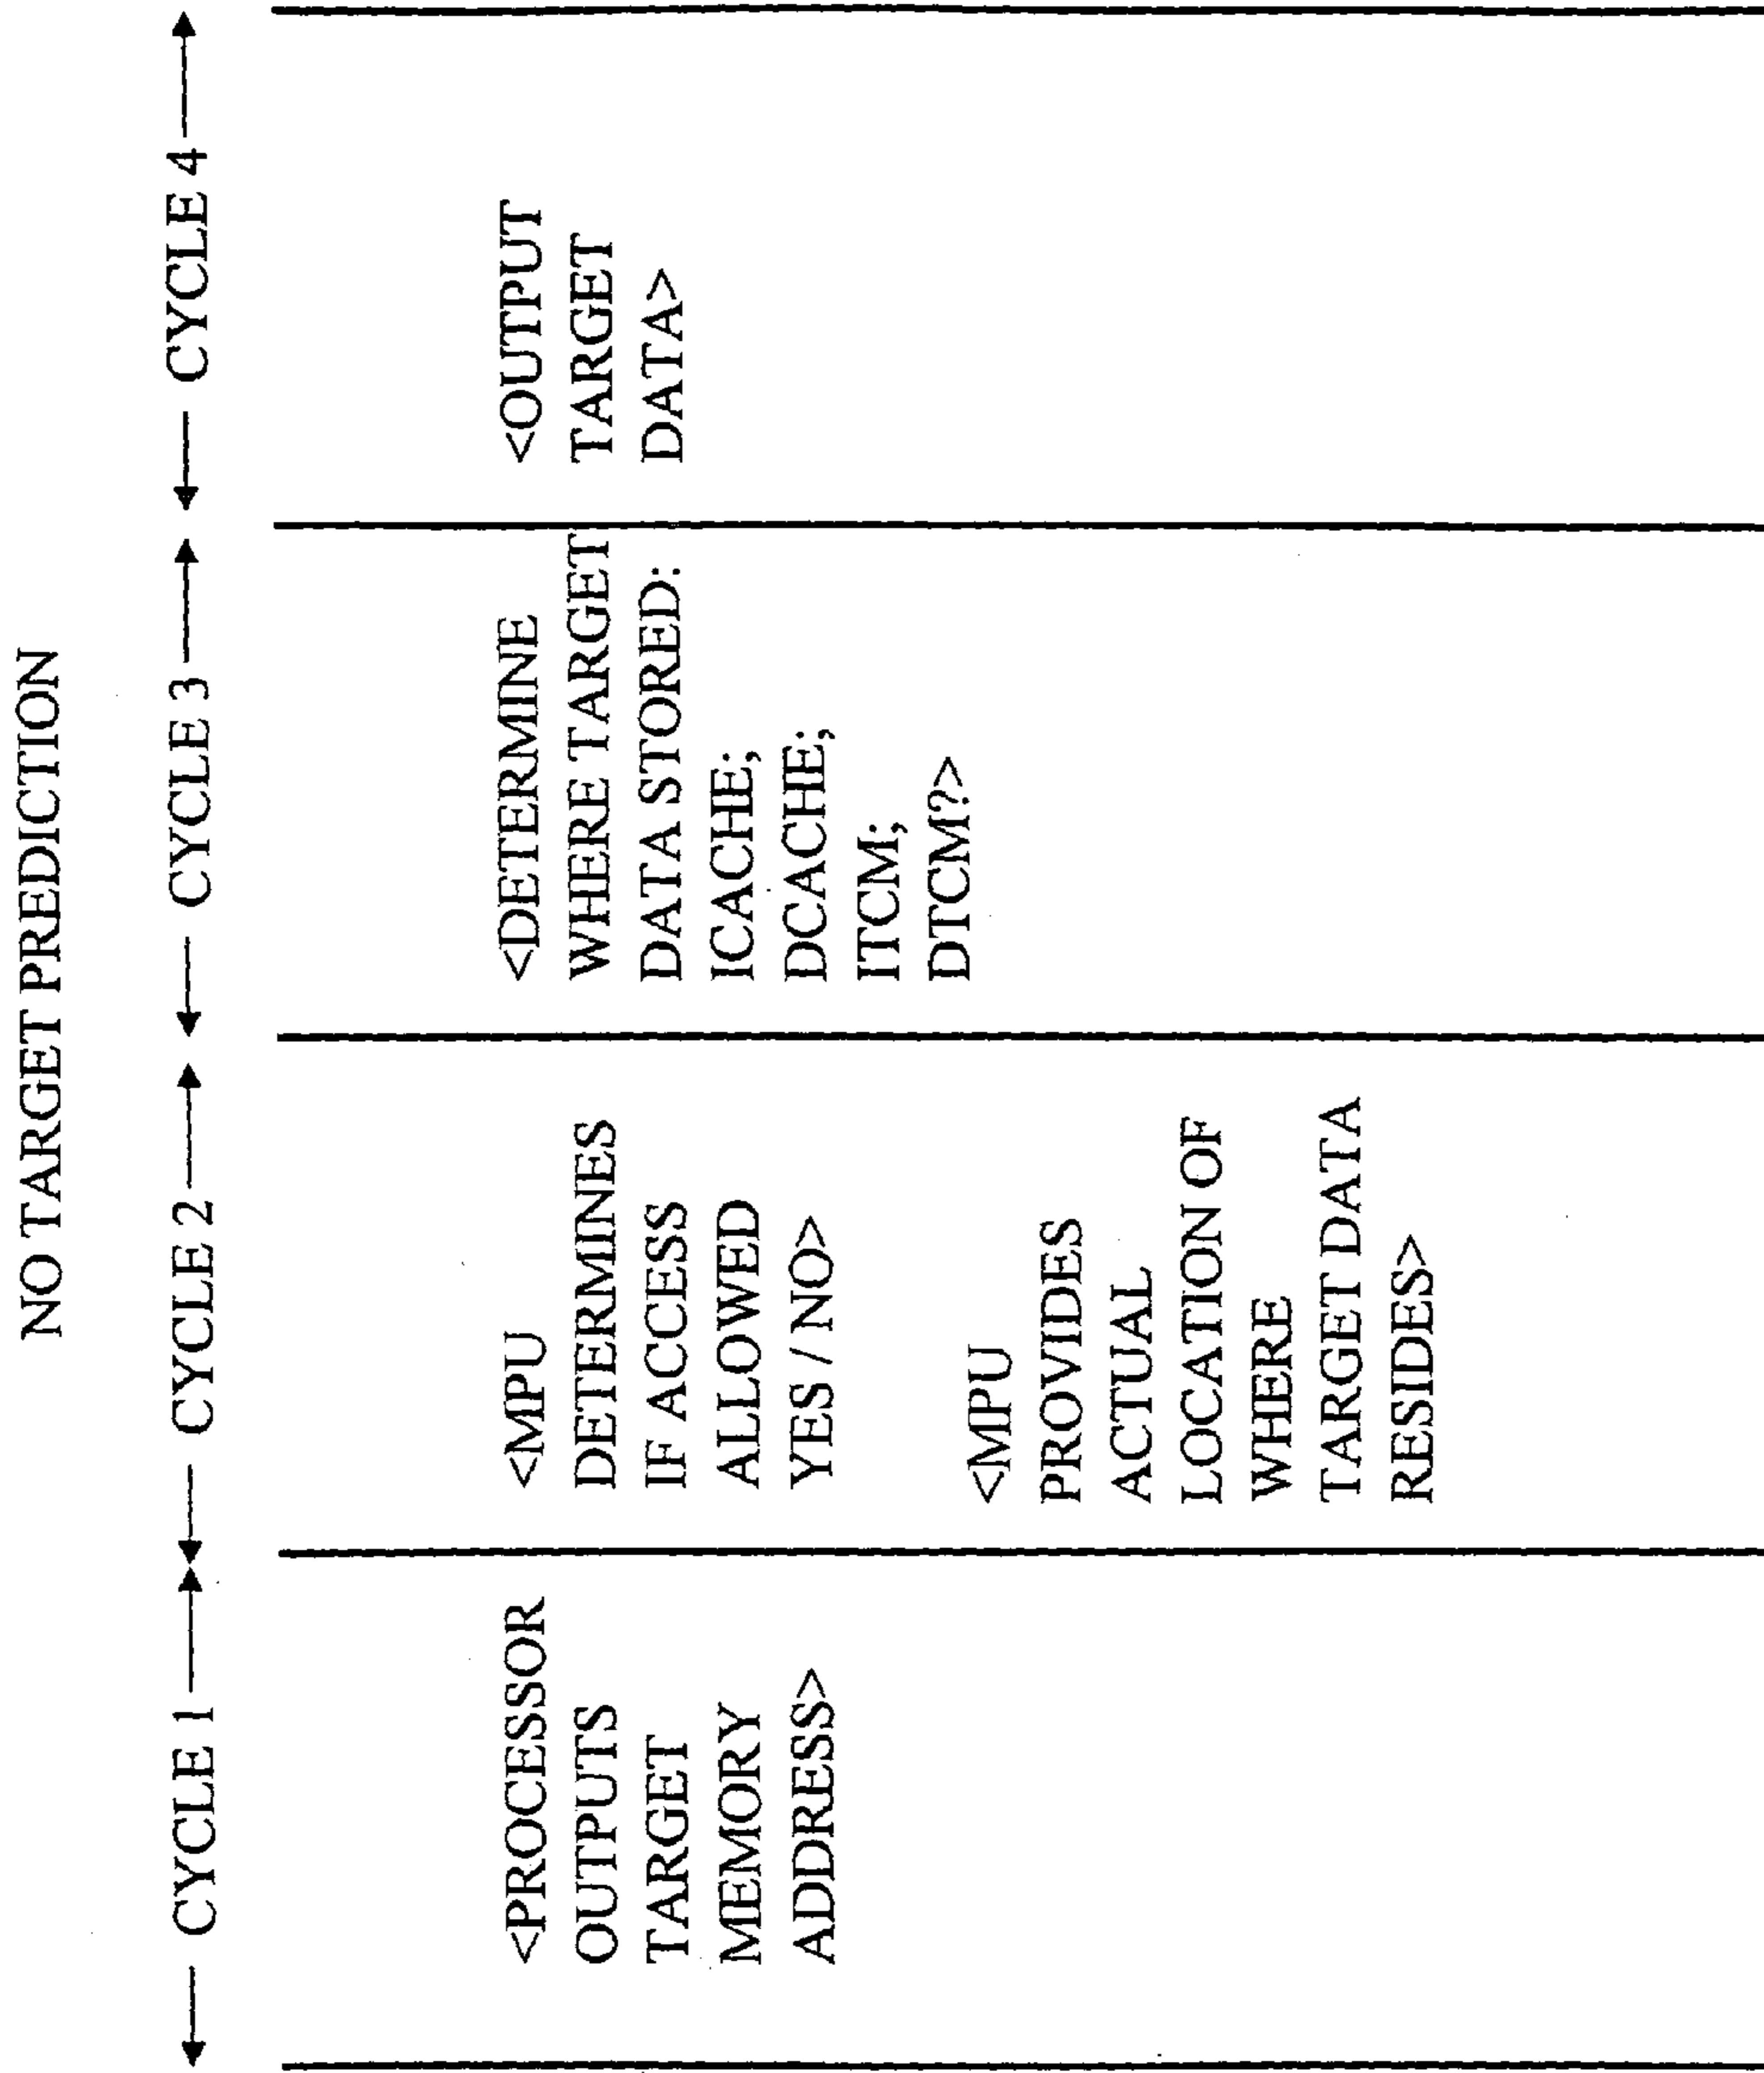 NO TARGET PREDICTION
CYCLE 1
CYCLE 2
CYCLE 3
CYCLE 4
<PROCESSOR
OUTPUTS
TARGET
MEMORY
ADDRESS>
<MPU
DETERMINES
IF ACCESS
ALLOWED
YES / NO>
<MPU
PROVIDES
ACTUAL
LOCATION OF
WHERE
TARGET DATA
RESIDES>
<DETERMINE
WHERE TARGET
DATA STORED:
ICACHE;
DCACHE;
ITCM;
DTCM?>
<OUTPUT
TARGET
DATA>